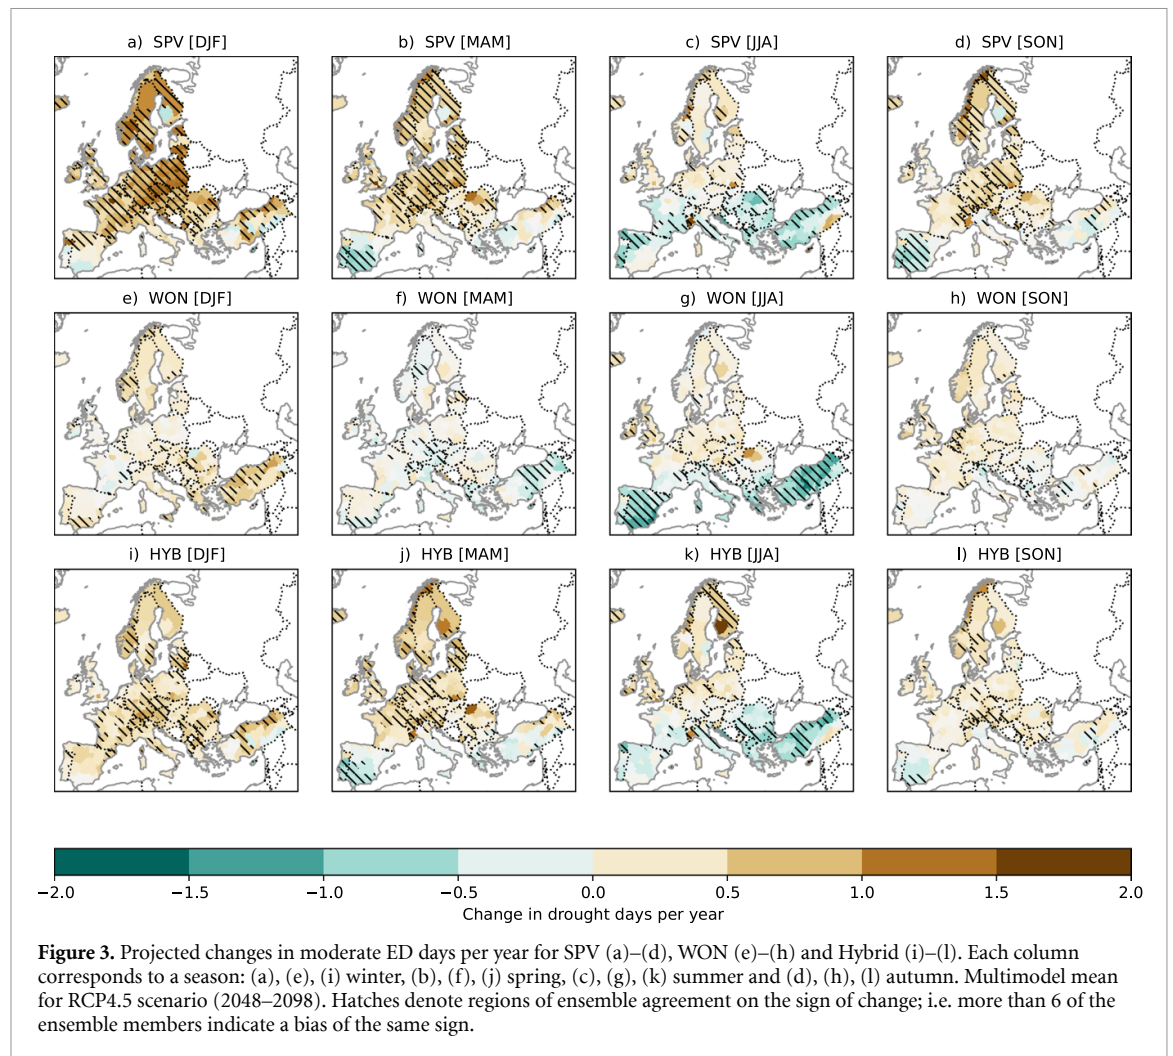 a)  SPV [DJF]
b)  SPV [MAM]
c)  SPV [JJA]
d)  SPV [SON]
e)  WON [DJF]
f)  WON [MAM]
g)  WON [JJA]
h)  WON [SON]
i)  HYB [DJF]
j)  HYB [MAM]
k)  HYB [JJA]
l)  HYB [SON]
−2.0 −1.5 −1.0 −0.5 0.0 0.5 1.0 1.5 2.0
Change in drought days per year
Figure 3. Projected changes in moderate ED days per year for SPV (a)–(d), WON (e)–(h) and Hybrid (i)–(l). Each column
corresponds to a season: (a), (e), (i) winter, (b), (f), (j) spring, (c), (g), (k) summer and (d), (h), (l) autumn. Multimodel mean
for RCP4.5 scenario (2048–2098). Hatches denote regions of ensemble agreement on the sign of change; i.e. more than 6 of the
ensemble members indicate a bias of the same sign.